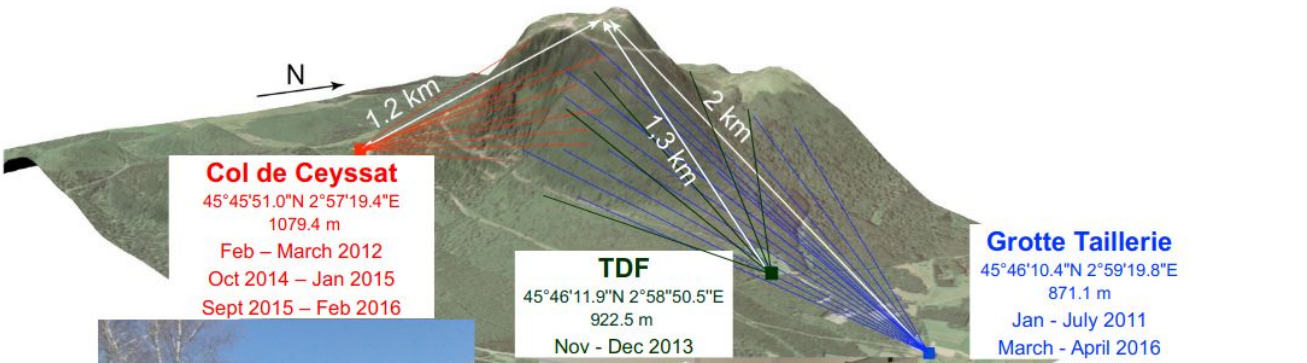 N
1.2 km
1,3 km
2 km
Col de Ceyssat
45°45'51.0"N 2°57'19.4"E
1079.4 m
Feb – March 2012
Oct 2014 – Jan 2015
Sept 2015 – Feb 2016
TDF
45°46'11.9"N 2°58"50.5"E
922.5 m
Nov - Dec 2013
Grotte Taillerie
45°46'10.4"N 2°59'19.8"E
871.1 m
Jan - July 2011
March - April 2016